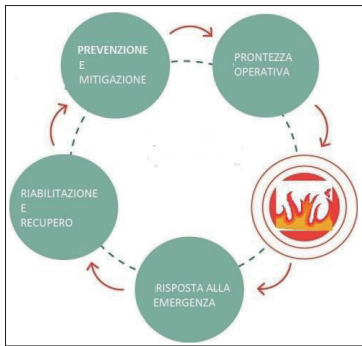 PREVENZIONE
E
MITIGAZIONE
PRONTEZZA
OPERATIVA
RISPOSTA ALLA
EMERGENZA
RIABILITAZIONE
E
RECUPERO